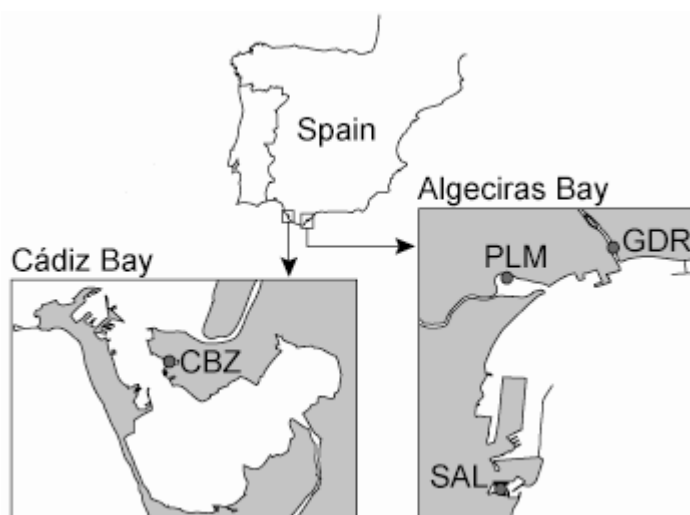 Spain
Algeciras Bay
Cádiz Bay
GDR
PLM
CBZ
SAL